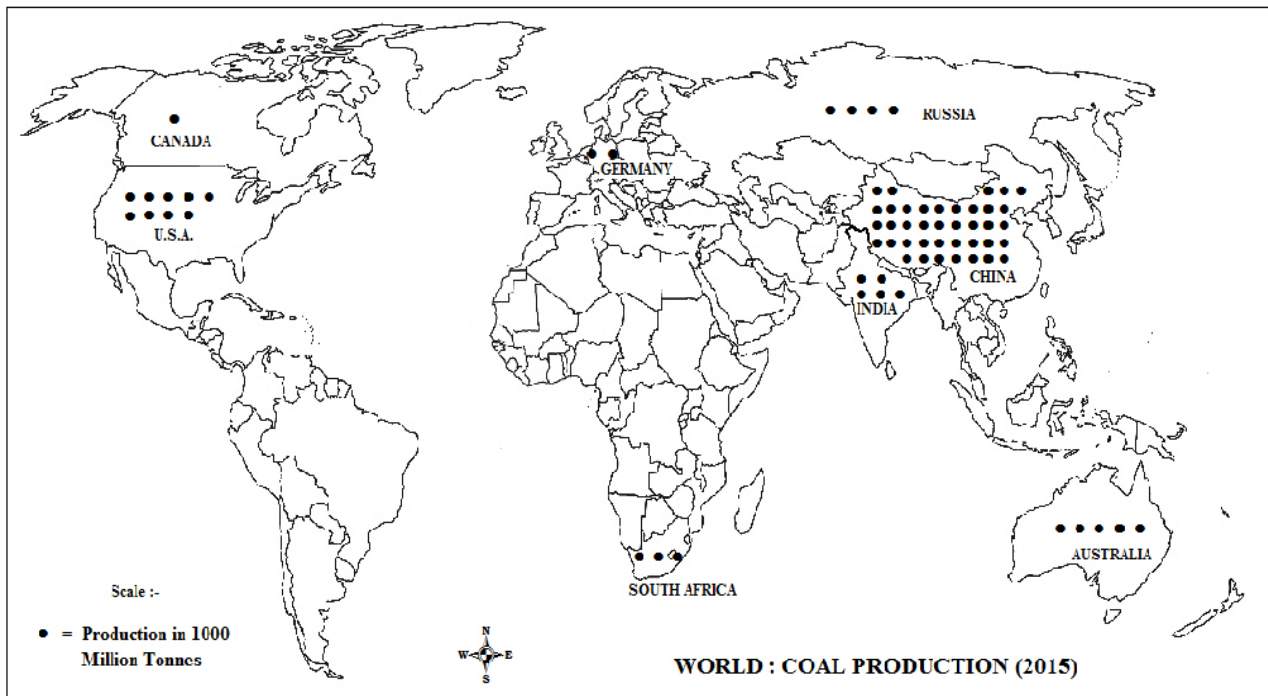 CANADA
RUSSIA
GERMANY
U.S.A.
CHINA
INDIA
AUSTRALIA
SOUTH AFRICA
Scale :-
= Production in 1000
Million Tonnes
N
W E
S
WORLD : COAL PRODUCTION (2015)